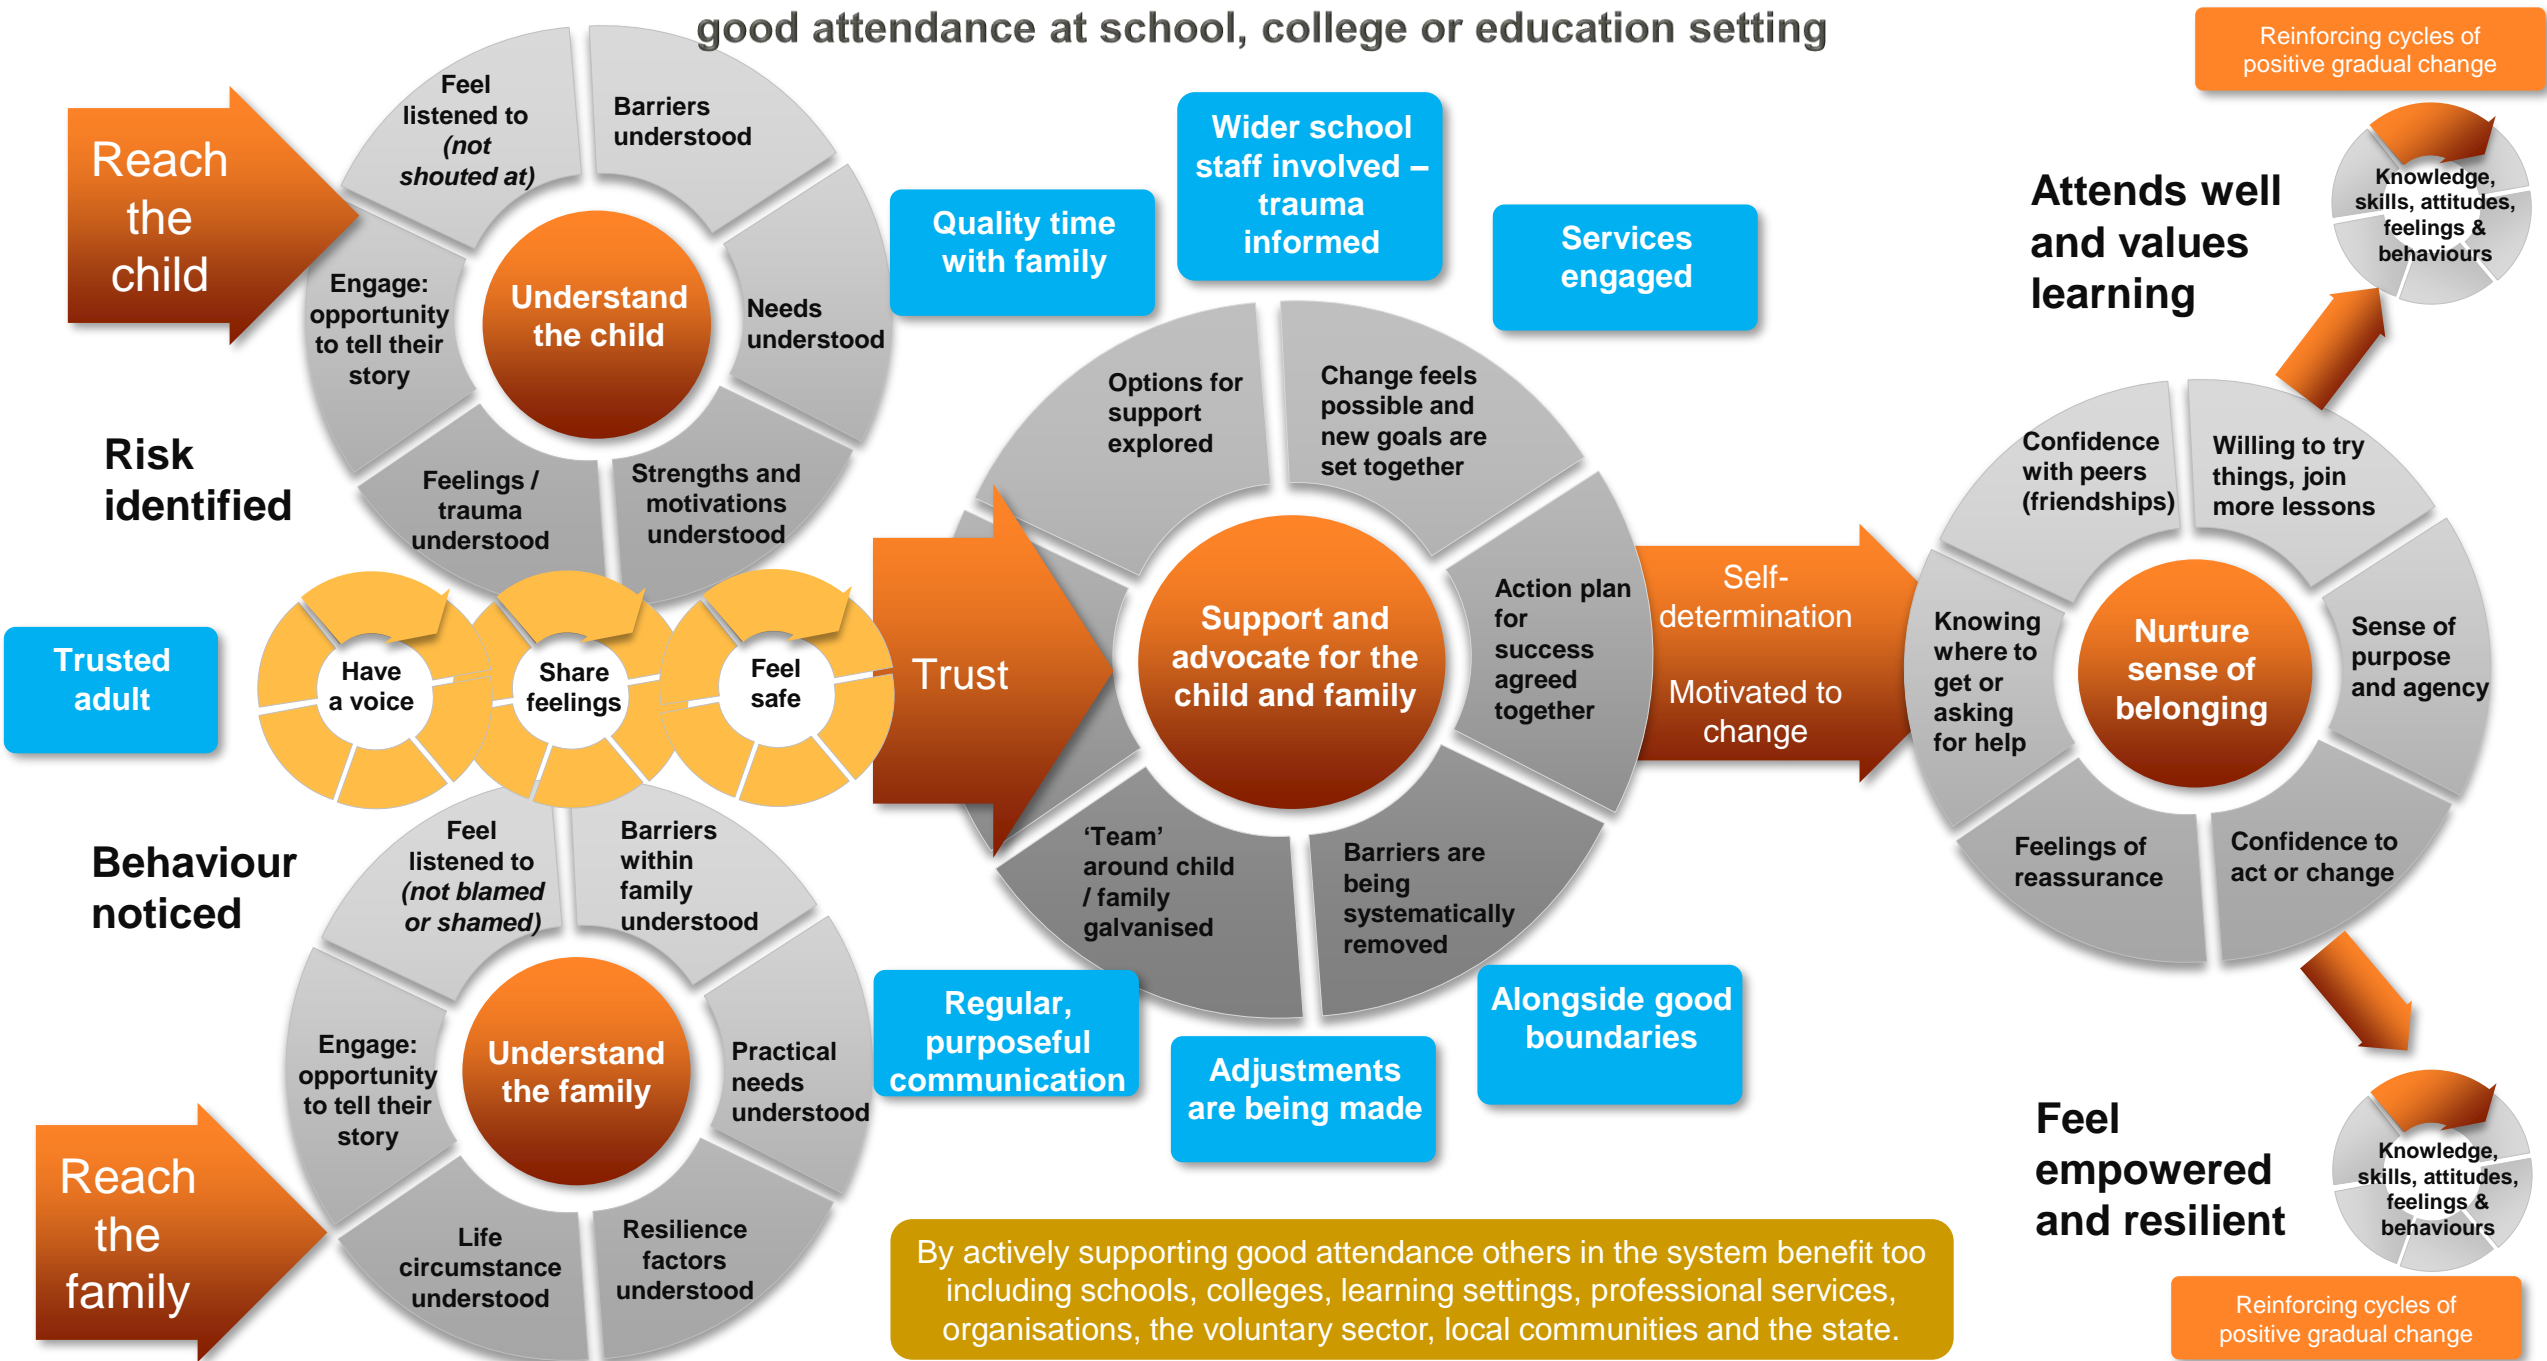 good attendance at school, college or education setting
Reach
the
child
Feel
listened to
(not
shouted at)
Barriers
understood
Engage:
opportunity
to tell their
story
Understand
the child
Needs
understood
Feelings /
trauma
understood
Strengths and
motivations
understood
Risk
identified
Trusted
adult
Have
a voice
Share
feelings
Feel
safe
Behaviour
noticed
Feel
listened to
(not blamed
or shamed)
Barriers
within
family
understood
Engage:
opportunity
to tell their
story
Understand
the family
Practical
needs
understood
Life
circumstance
understood
Resilience
factors
understood
Reach
the
family
Trust
Quality time
with family
Wider school
staff involved –
trauma
informed
Services
engaged
Options for
support
explored
Change feels
possible and
new goals are
set together
Support and
advocate for the
child and family
Action plan
for
success
agreed
together
‘Team’
around child
/ family
galvanised
Barriers are
being
systematically
removed
Regular,
purposeful
communication
Adjustments
are being made
Alongside good
boundaries
Self-
determination
Motivated to
change
Confidence
with peers
(friendships)
Willing to try
things, join
more lessons
Knowing
where to
get or
asking
for help
Nurture
sense of
belonging
Sense of
purpose
and agency
Feelings of
reassurance
Confidence to
act or change
Attends well
and values
learning
Reinforcing cycles of
positive gradual change
Knowledge,
skills, attitudes,
feelings &
behaviours
Feel
empowered
and resilient
Knowledge,
skills, attitudes,
feelings &
behaviours
Reinforcing cycles of
positive gradual change
By actively supporting good attendance others in the system benefit too
including schools, colleges, learning settings, professional services,
organisations, the voluntary sector, local communities and the state.